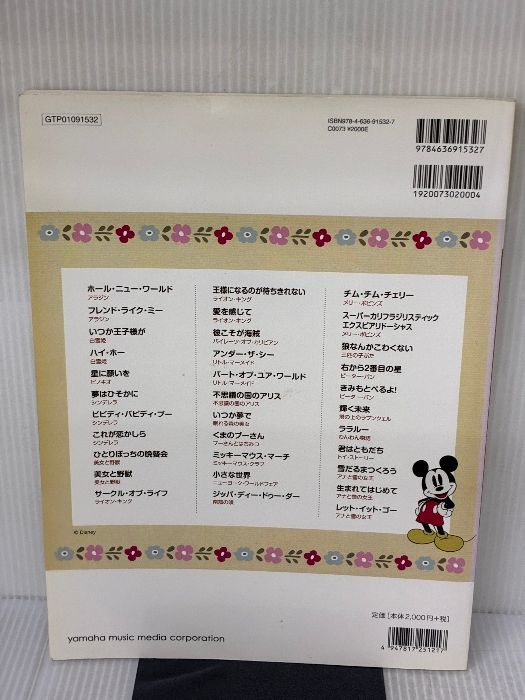 GTP01091532
ISBN978-4-636-91532-7
C0073 ¥2000E
9784636915327
1920073020004
ホール・ニュー・ワールド
アラジン
フレンド・ライク・ミー
アラジン
いつか王子様が
白雪姫
ハイ・ホー
白雪姫
星に願いを
ピノキオ
夢はひそかに
シンデレラ
ビビディ・バビディ・ブー
シンデレラ
これが恋かしら
シンデレラ
ひとりぼっちの晩餐会
美女と野獣
美女と野獣
美女と野獣
サークル・オブ・ライフ
ライオン・キング
王様になるのが待ちきれない
ライオン・キング
愛を感じて
ライオン・キング
彼こそが海賊
パイレーツ・オブ・カリビアン
アンダー・ザ・シー
リトル・マーメイド
パート・オブ・ユア・ワールド
リトル・マーメイド
不思議の国のアリス
不思議の国のアリス
いつか夢で
眠れる森の美女
くまのプーさん
プーさんとはちみつ
ミッキーマウス・マーチ
ミッキーマウス・クラブ
小さな世界
ニューヨーク・ワールドフェア
ジッパ・ディー・ドゥー・ダー
南部の唄
チム・チム・チェリー
メリー・ポピンズ
スーパーカリフラジリスティック
エクスピアリドーシャス
メリー・ポピンズ
狼なんかこわくない
三匹の子ぶた
右から2番目の星
ピーター・パン
きみもとべるよ!
ピーター・パン
輝く未来
塔の上のラプンツェル
ララルー
わんわん物語
君はともだち
トイ・ストーリー
雪だるまつくろう
アナと雪の女王
生まれてはじめて
アナと雪の女王
レット・イット・ゴー
アナと雪の女王
© Disney
定価[本体2,000円+税]
yamaha music media corporation
4 947817 251217